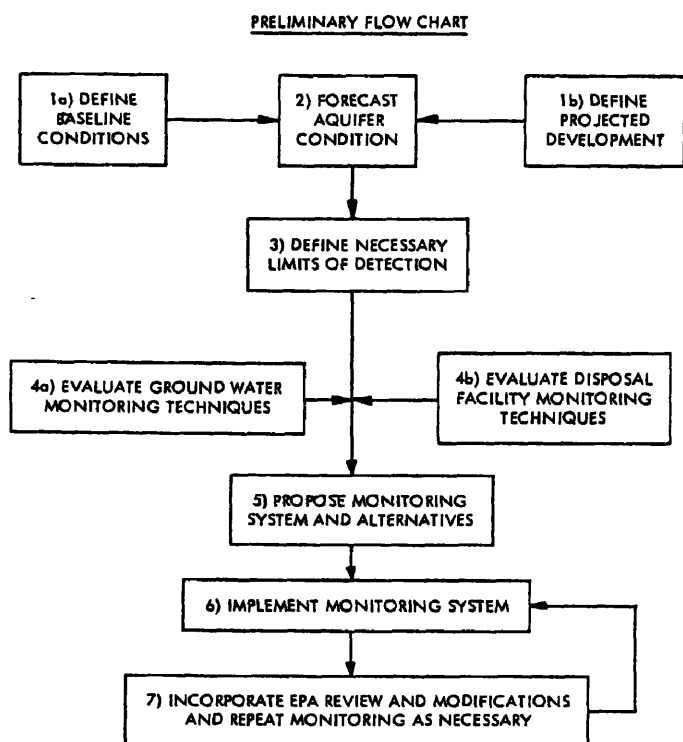 PRELIMINARY FLOW CHART
1a) DEFINE
BASELINE
CONDITIONS
2) FORECAST
AQUIFER
CONDITION
1b) DEFINE
PROJECTED
DEVELOPMENT
3) DEFINE NECESSARY
LIMITS OF DETECTION
4a) EVALUATE GROUND WATER
MONITORING TECHNIQUES
4b) EVALUATE DISPOSAL
FACILITY MONITORING
TECHNIQUES
5) PROPOSE MONITORING
SYSTEM AND ALTERNATIVES
6) IMPLEMENT MONITORING SYSTEM
7) INCORPORATE EPA REVIEW AND MODIFICATIONS
AND REPEAT MONITORING AS NECESSARY